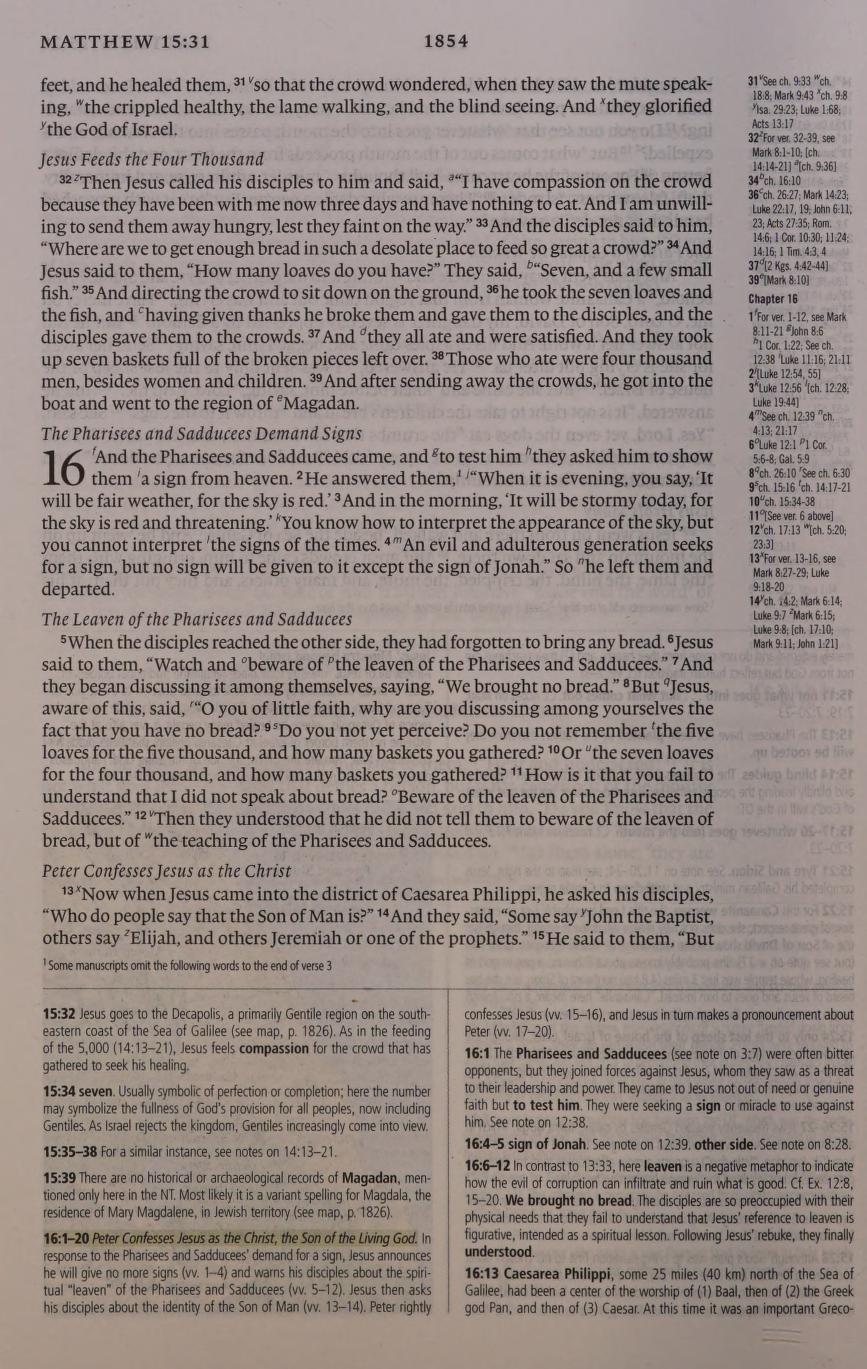 MATTHEW 15:31 1854
feet, and he healed them, 31 v so that the crowd wondered, when they saw the mute speak-
ing, w the crippled healthy, the lame walking, and the blind seeing. And x they glorified
y the God of Israel.
Jesus Feeds the Four Thousand
32 z Then Jesus called his disciples to him and said, a “I have compassion on the crowd
because they have been with me now three days and have nothing to eat. And I am unwill-
ing to send them away hungry, lest they faint on the way.” 33 And the disciples said to him,
“Where are we to get enough bread in such a desolate place to feed so great a crowd?” 34 And
Jesus said to them, “How many loaves do you have?” They said, b “Seven, and a few small
fish.” 35 And directing the crowd to sit down on the ground, 36 he took the seven loaves and
the fish, and c having given thanks he broke them and gave them to the disciples, and the
disciples gave them to the crowds. 37 And d they all ate and were satisfied. And they took
up seven baskets full of the broken pieces left over. 38 Those who ate were four thousand
men, besides women and children. 39 And after sending away the crowds, he got into the
boat and went to the region of e Magadan.
The Pharisees and Sadducees Demand Signs
16 f And the Pharisees and Sadducees came, and g to test him h they asked him to show
them i a sign from heaven. 2 He answered them, 1 j “When it is evening, you say, ‘It
will be fair weather, for the sky is red.’ 3 And in the morning, ‘It will be stormy today, for
the sky is red and threatening.’ k You know how to interpret the appearance of the sky, but
you cannot interpret l the signs of the times. 4 m An evil and adulterous generation seeks
for a sign, but no sign will be given to it except the sign of Jonah.” So n he left them and
departed.
The Leaven of the Pharisees and Sadducees
5 When the disciples reached the other side, they had forgotten to bring any bread. 6 Jesus
said to them, “Watch and o beware of p the leaven of the Pharisees and Sadducees.” 7 And
they began discussing it among themselves, saying, “We brought no bread.” 8 But q Jesus,
aware of this, said, r “O you of little faith, why are you discussing among yourselves the
fact that you have no bread? 9 s Do you not yet perceive? Do you not remember t the five
loaves for the five thousand, and how many baskets you gathered? 10 Or u the seven loaves
for the four thousand, and how many baskets you gathered? 11 How is it that you fail to
understand that I did not speak about bread? o Beware of the leaven of the Pharisees and
Sadducees.” 12 v Then they understood that he did not tell them to beware of the leaven of
bread, but of w the teaching of the Pharisees and Sadducees.
Peter Confesses Jesus as the Christ
13 x Now when Jesus came into the district of Caesarea Philippi, he asked his disciples,
“Who do people say that the Son of Man is?” 14 And they said, “Some say y John the Baptist,
others say z Elijah, and others Jeremiah or one of the prophets.” 15 He said to them, “But
1 Some manuscripts omit the following words to the end of verse 3
31 v See ch. 9:33 w ch.
18:8; Mark 9:43 x ch. 9:8
y Isa. 29:23; Luke 1:68;
Acts 13:17
32 z For ver. 32-39, see
Mark 8:1-10; [ch.
14:14-21] a [ch. 9:36]
34 b ch. 16:10
36 c ch. 26:27; Mark 14:23;
Luke 22:17, 19; John 6:11,
23; Acts 27:35; Rom.
14:6; 1 Cor. 10:30; 11:24;
14:16; 1 Tim. 4:3, 4
37 d [2 Kgs. 4:42-44]
39 e [Mark 8:10]
Chapter 16
1 f For ver. 1-12, see Mark
8:11-21 g John 8:6
h 1 Cor. 1:22; See ch.
12:38 i Luke 11:16; 21:11
2 j [Luke 12:54, 55]
3 k Luke 12:56 l [ch. 12:28;
Luke 19:44]
4 m See ch. 12:39 n ch.
4:13; 21:17
6 o Luke 12:1 p 1 Cor.
5:6-8; Gal. 5:9
8 q ch. 26:10 r See ch. 6:30
9 s ch. 15:16 t ch. 14:17-21
10 u ch. 15:34-38
11 o [See ver. 6 above]
12 v ch. 17:13 w [ch. 5:20;
23:3]
13 x For ver. 13-16, see
Mark 8:27-29; Luke
9:18-20
14 y ch. 14:2; Mark 6:14;
Luke 9:7 z Mark 6:15;
Luke 9:8; [ch. 17:10;
Mark 9:11; John 1:21]
15:32 Jesus goes to the Decapolis, a primarily Gentile region on the south-
eastern coast of the Sea of Galilee (see map, p. 1826). As in the feeding
of the 5,000 (14:13–21), Jesus feels compassion for the crowd that has
gathered to seek his healing.
15:34 seven. Usually symbolic of perfection or completion; here the number
may symbolize the fullness of God’s provision for all peoples, now including
Gentiles. As Israel rejects the kingdom, Gentiles increasingly come into view.
15:35–38 For a similar instance, see notes on 14:13–21.
15:39 There are no historical or archaeological records of Magadan, men-
tioned only here in the NT. Most likely it is a variant spelling for Magdala, the
residence of Mary Magdalene, in Jewish territory (see map, p. 1826).
16:1–20 Peter Confesses Jesus as the Christ, the Son of the Living God. In
response to the Pharisees and Sadducees’ demand for a sign, Jesus announces
he will give no more signs (vv. 1–4) and warns his disciples about the spiri-
tual “leaven” of the Pharisees and Sadducees (vv. 5–12). Jesus then asks
his disciples about the identity of the Son of Man (vv. 13–14). Peter rightly
confesses Jesus (vv. 15–16), and Jesus in turn makes a pronouncement about
Peter (vv. 17–20).
16:1 The Pharisees and Sadducees (see note on 3:7) were often bitter
opponents, but they joined forces against Jesus, whom they saw as a threat
to their leadership and power. They came to Jesus not out of need or genuine
faith but to test him. They were seeking a sign or miracle to use against
him. See note on 12:38.
16:4–5 sign of Jonah. See note on 12:39. other side. See note on 8:28.
16:6–12 In contrast to 13:33, here leaven is a negative metaphor to indicate
how the evil of corruption can infiltrate and ruin what is good. Cf. Ex. 12:8,
15–20. We brought no bread. The disciples are so preoccupied with their
physical needs that they fail to understand that Jesus’ reference to leaven is
figurative, intended as a spiritual lesson. Following Jesus’ rebuke, they finally
understood.
16:13 Caesarea Philippi, some 25 miles (40 km) north of the Sea of
Galilee, had been a center of the worship of (1) Baal, then of (2) the Greek
god Pan, and then of (3) Caesar. At this time it was an important Greco-